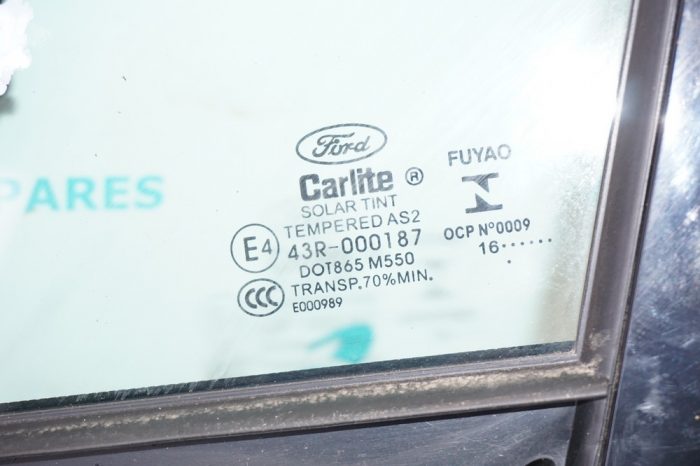 PARES
Ford
Carlite ®
SOLAR TINT
TEMPERED AS2
E4 43R-000187
DOT865 M550
CCC TRANSP.70%MIN.
E000989
FUYAO
OCP Nº0009
16.......